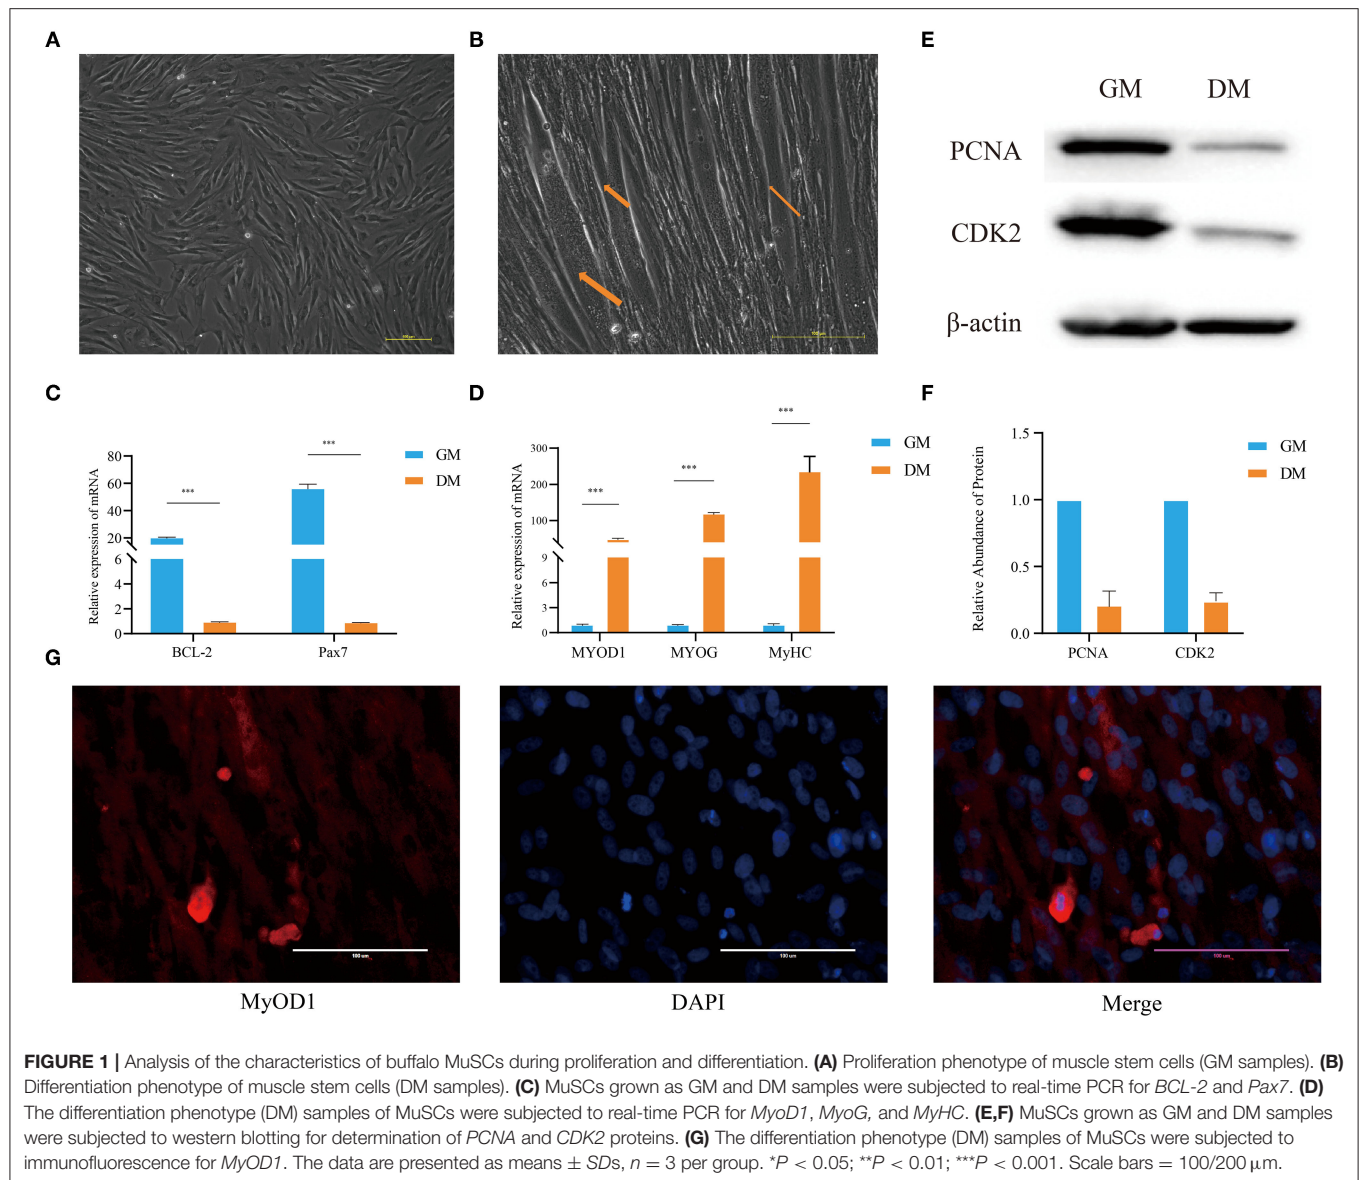 A
B
E
GM
DM
PCNA
CDK2
β-actin
C
Relative expression of mRNA
80
60
40
20
6
4
2
0
***
***
GM
DM
BCL-2
Pax7
D
Relative expression of mRNA
300
200
100
9
6
3
0
***
***
***
GM
DM
MYOD1
MYOG
MyHC
F
Relative Abundance of Protein
1.5
1.0
0.5
0.0
GM
DM
PCNA
CDK2
G
100 um
100 um
100 um
MyOD1
DAPI
Merge
FIGURE 1 | Analysis of the characteristics of buffalo MuSCs during proliferation and differentiation. (A) Proliferation phenotype of muscle stem cells (GM samples). (B)
Differentiation phenotype of muscle stem cells (DM samples). (C) MuSCs grown as GM and DM samples were subjected to real-time PCR for BCL-2 and Pax7. (D)
The differentiation phenotype (DM) samples of MuSCs were subjected to real-time PCR for MyoD1, MyoG, and MyHC. (E,F) MuSCs grown as GM and DM samples
were subjected to western blotting for determination of PCNA and CDK2 proteins. (G) The differentiation phenotype (DM) samples of MuSCs were subjected to
immunofluorescence for MyOD1. The data are presented as means ± SDs, n = 3 per group. *P < 0.05; **P < 0.01; ***P < 0.001. Scale bars = 100/200 μm.